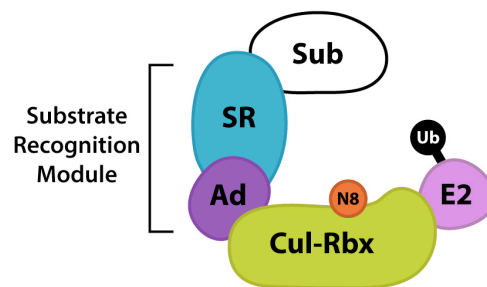 Sub
Substrate
Recognition
Module
SR
Ub
Ad
N8
E2
Cul-Rbx